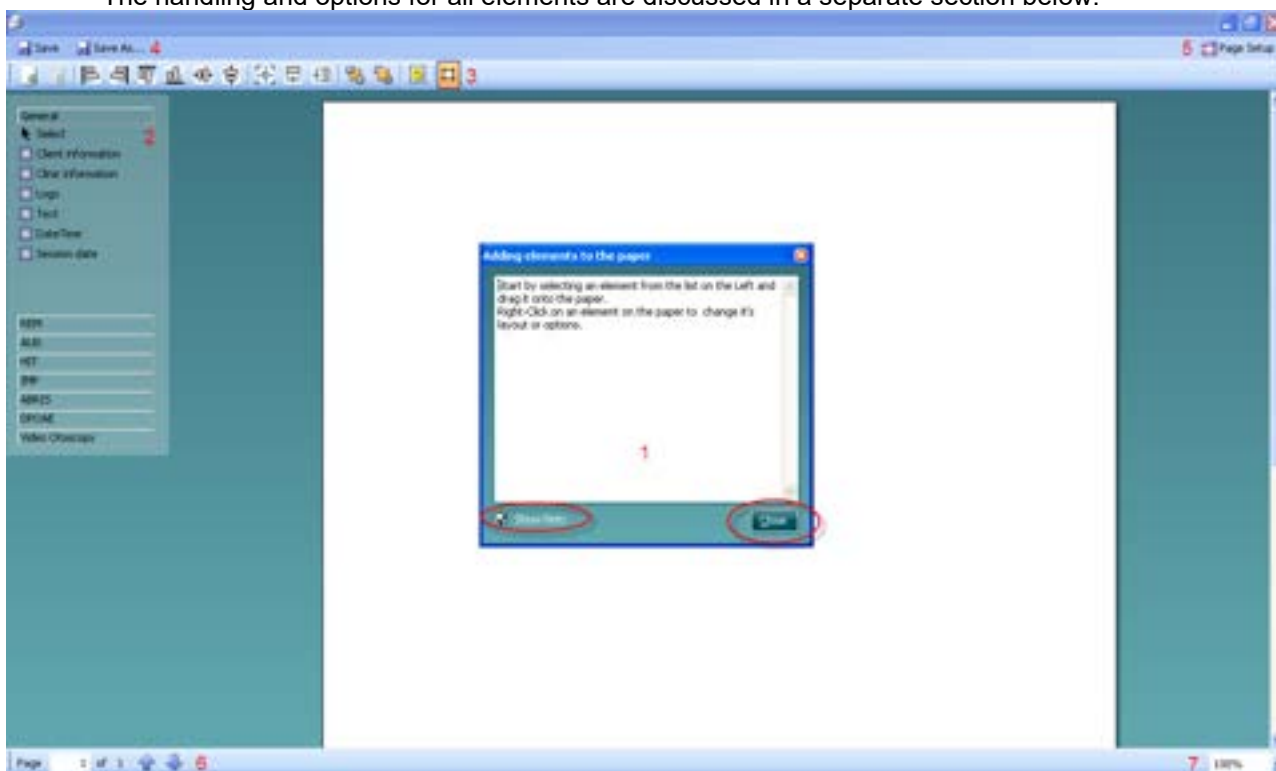 The handling and options for all elements are discussed in a separate section below.
Save Save As... 4
5 Page Setup
3
General
Select 2
Client information
Clinic information
Logo
Text
Date/Time
Session date
REM
AUD
HIT
IMP
ABRIS
DPOAE
Video Otoscopy
Adding elements to the paper
Start by selecting an element from the list on the Left and
drag it onto the paper.
Right-Click on an element on the paper to change it's
layout or options.
1
Close
Page 1 of 1 6
7 100%